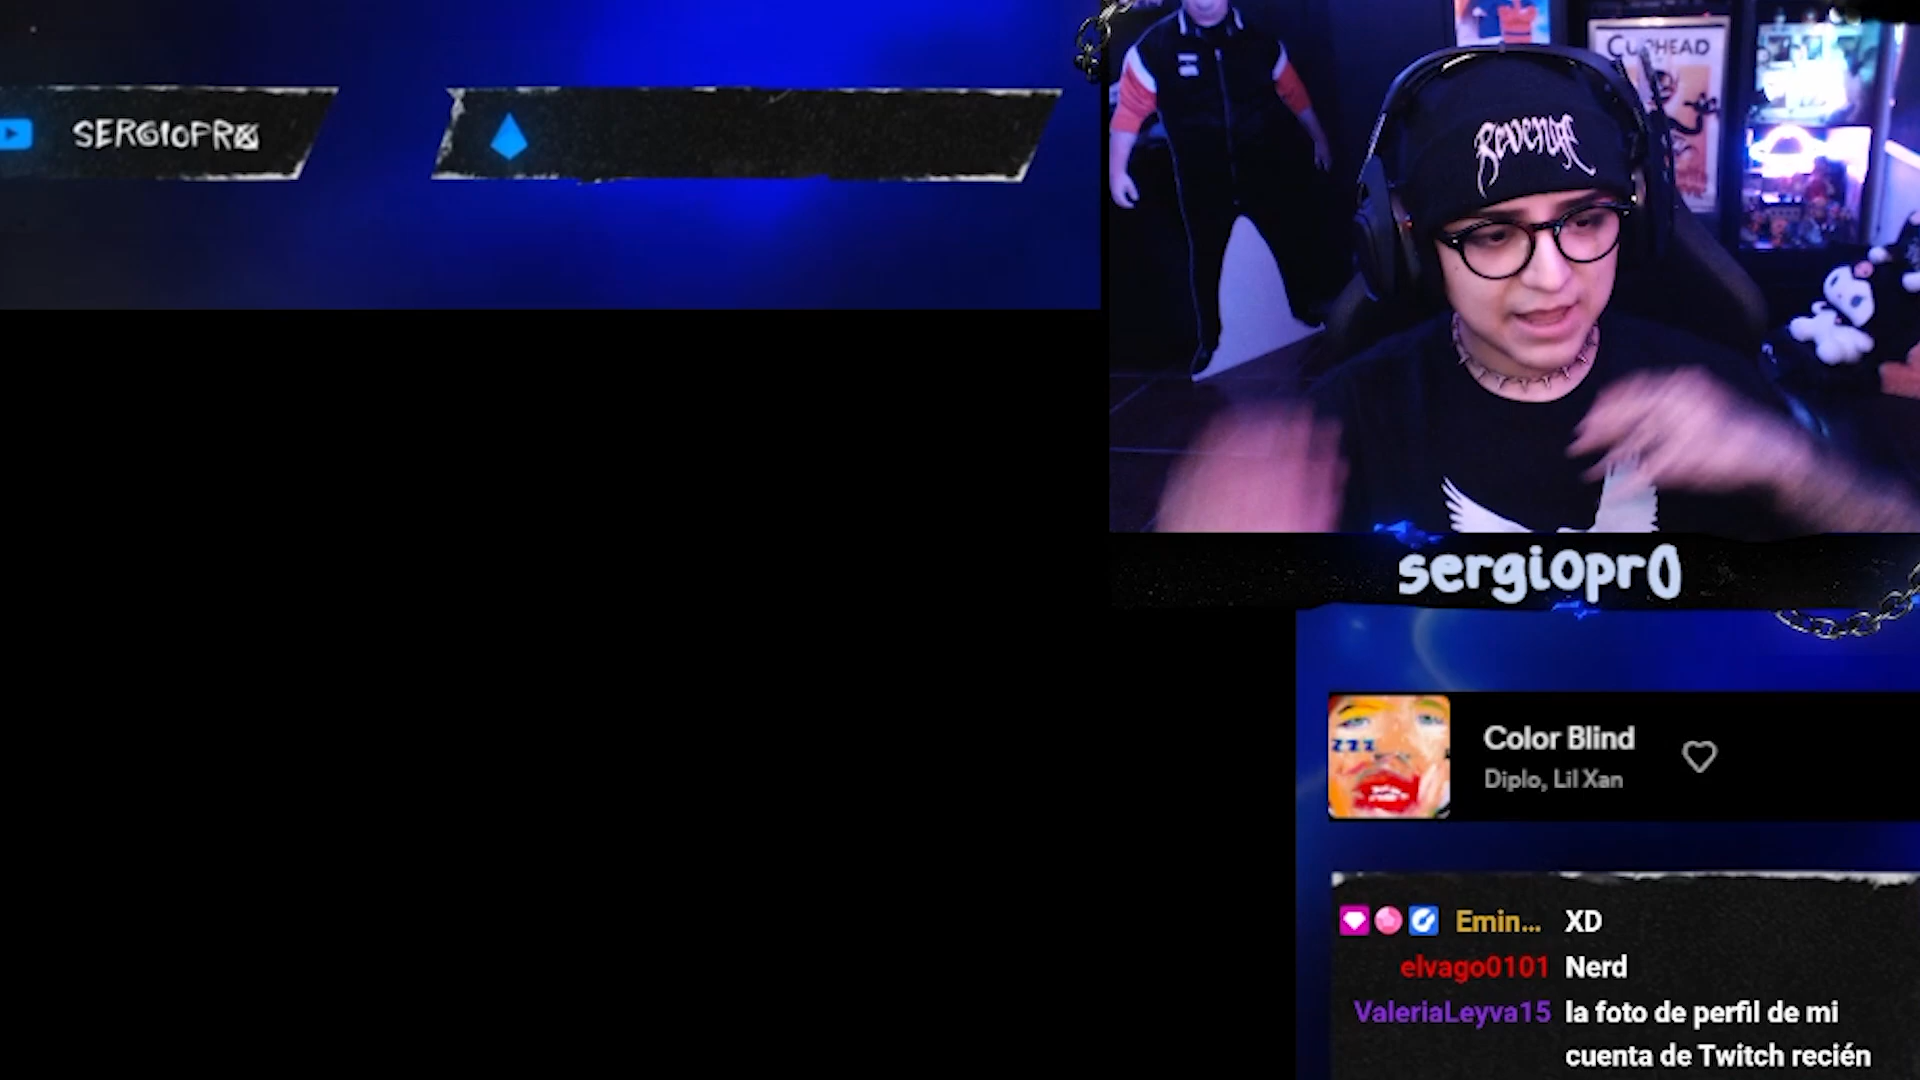 SERGIOPRO
CUPHEAD
Revenge
sergi0pr0
Color Blind
Diplo, Lil Xan
Emin... XD
elvago0101 Nerd
ValeriaLeyva15 la foto de perfil de mi
cuenta de Twitch recién